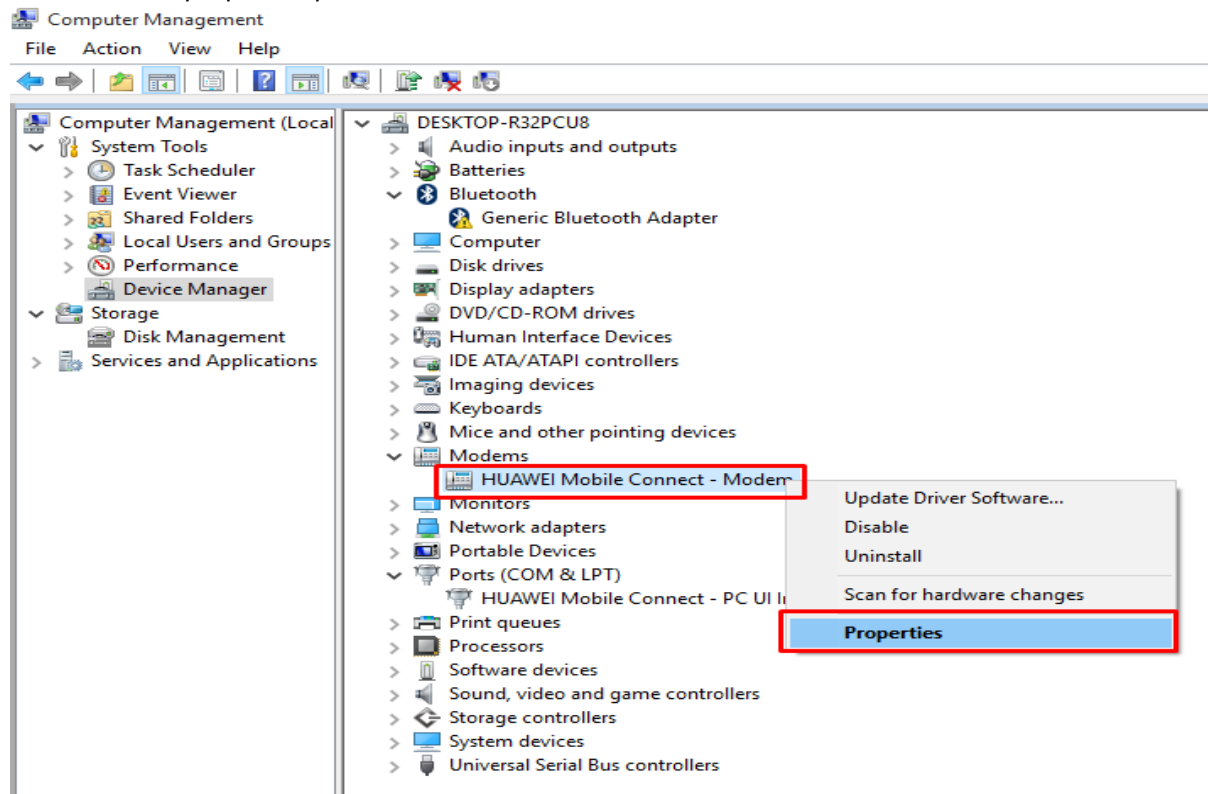 Computer Management
File Action View Help
Computer Management (Local
System Tools
Task Scheduler
Event Viewer
Shared Folders
Local Users and Groups
Performance
Device Manager
Storage
Disk Management
Services and Applications
DESKTOP-R32PCU8
Audio inputs and outputs
Batteries
Bluetooth
Generic Bluetooth Adapter
Computer
Disk drives
Display adapters
DVD/CD-ROM drives
Human Interface Devices
IDE ATA/ATAPI controllers
Imaging devices
Keyboards
Mice and other pointing devices
Modems
HUAWEI Mobile Connect - Modem
Monitors
Network adapters
Portable Devices
Ports (COM & LPT)
HUAWEI Mobile Connect - PC UI
Print queues
Processors
Software devices
Sound, video and game controllers
Storage controllers
System devices
Universal Serial Bus controllers
Update Driver Software...
Disable
Uninstall
Scan for hardware changes
Properties